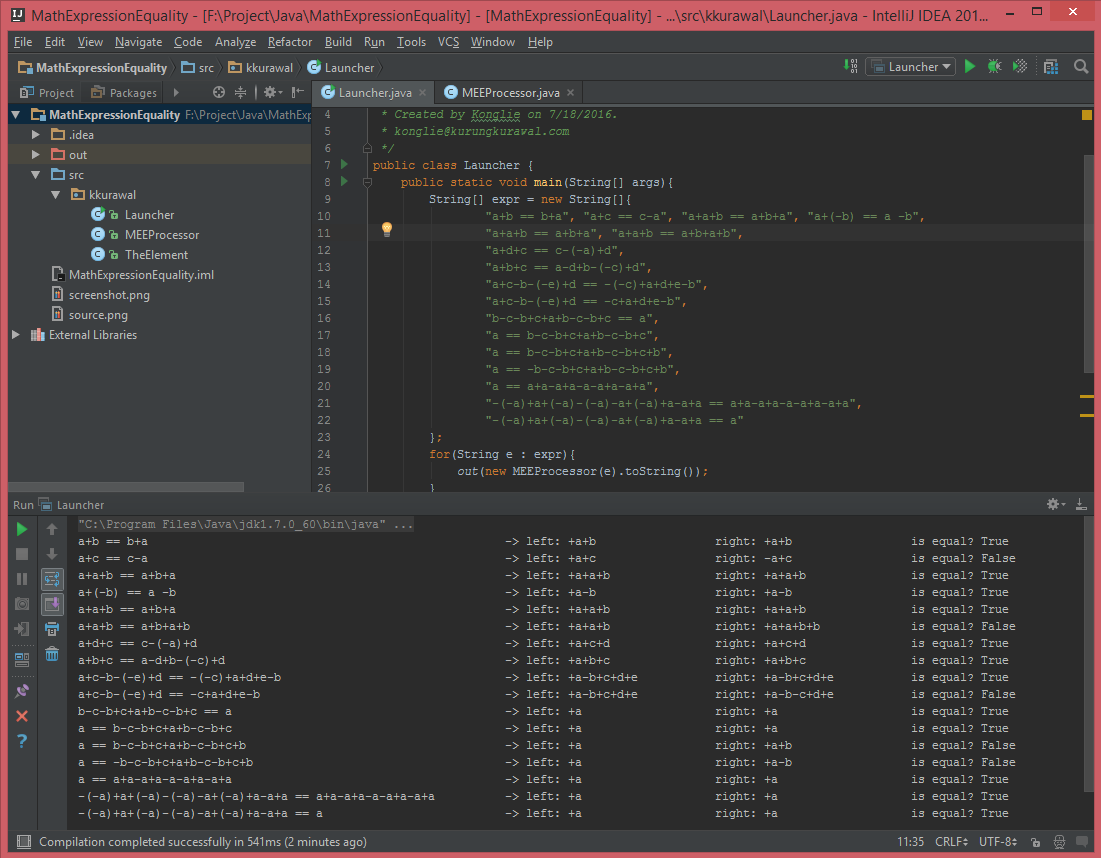 MathExpressionEquality - [F:\Project\Java\MathExpressionEquality] - [MathExpressionEquality] - ...\src\kkurawal\Launcher.java - IntelliJ IDEA 201...
File Edit View Navigate Code Analyze Refactor Build Run Tools VCS Window Help
MathExpressionEquality src kkurawal Launcher
Launcher
Project Packages
Launcher.java MEEProcessor.java
MathExpressionEquality F:\Project\Java\MathExp
.idea
out
src
kkurawal
Launcher
MEEProcessor
TheElement
MathExpressionEquality.iml
screenshot.png
source.png
External Libraries
4 * Created by Konglie on 7/18/2016.
5 * konglie@kurungkurawal.com
6 */
7 public class Launcher {
8 public static void main(String[] args){
9 String[] expr = new String[]{
10 "a+b == b+a", "a+c == c-a", "a+a+b == a+b+a", "a+(-b) == a -b",
11 "a+a+b == a+b+a", "a+a+b == a+b+a+b",
12 "a+d+c == c-(-a)+d",
13 "a+b+c == a-d+b-(-c)+d",
14 "a+c-b-(-e)+d == -(-c)+a+d+e-b",
15 "a+c-b-(-e)+d == -c+a+d+e-b",
16 "b-c-b+c+a+b-c-b+c == a",
17 "a == b-c-b+c+a+b-c-b+c",
18 "a == b-c-b+c+a+b-c-b+c+b",
19 "a == -b-c-b+c+a+b-c-b+c+b",
20 "a == a+a-a+a-a-a+a-a+a",
21 "-(-a)+a+(-a)-(-a)-a+(-a)+a-a+a == a+a-a+a-a-a+a-a+a",
22 "-(-a)+a+(-a)-(-a)-a+(-a)+a-a+a == a"
23 };
24 for(String e : expr){
25 out(new MEEProcessor(e).toString());
26 }
Run Launcher
"C:\Program Files\Java\jdk1.7.0_60\bin\java" ...
a+b == b+a -> left: +a+b right: +a+b is equal? True
a+c == c-a -> left: +a+c right: -a+c is equal? False
a+a+b == a+b+a -> left: +a+a+b right: +a+a+b is equal? True
a+(-b) == a -b -> left: +a-b right: +a-b is equal? True
a+a+b == a+b+a -> left: +a+a+b right: +a+a+b is equal? True
a+a+b == a+b+a+b -> left: +a+a+b right: +a+a+b+b is equal? False
a+d+c == c-(-a)+d -> left: +a+c+d right: +a+c+d is equal? True
a+b+c == a-d+b-(-c)+d -> left: +a+b+c right: +a+b+c is equal? True
a+c-b-(-e)+d == -(-c)+a+d+e-b -> left: +a-b+c+d+e right: +a-b+c+d+e is equal? True
a+c-b-(-e)+d == -c+a+d+e-b -> left: +a-b+c+d+e right: +a-b-c+d+e is equal? False
b-c-b+c+a+b-c-b+c == a -> left: +a right: +a is equal? True
a == b-c-b+c+a+b-c-b+c -> left: +a right: +a is equal? True
a == b-c-b+c+a+b-c-b+c+b -> left: +a right: +a+b is equal? False
a == -b-c-b+c+a+b-c-b+c+b -> left: +a right: +a-b is equal? False
a == a+a-a+a-a-a+a-a+a -> left: +a right: +a is equal? True
-(-a)+a+(-a)-(-a)-a+(-a)+a-a+a == a+a-a+a-a-a+a-a+a -> left: +a right: +a is equal? True
-(-a)+a+(-a)-(-a)-a+(-a)+a-a+a == a -> left: +a right: +a is equal? True
Compilation completed successfully in 541ms (2 minutes ago) 11:35 CRLF UTF-8